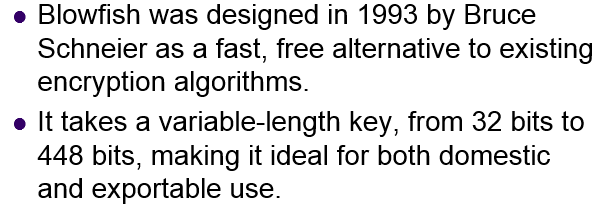 • Blowfish was designed in 1993 by Bruce
Schneier as a fast, free alternative to existing
encryption algorithms.
• It takes a variable-length key, from 32 bits to
448 bits, making it ideal for both domestic
and exportable use.